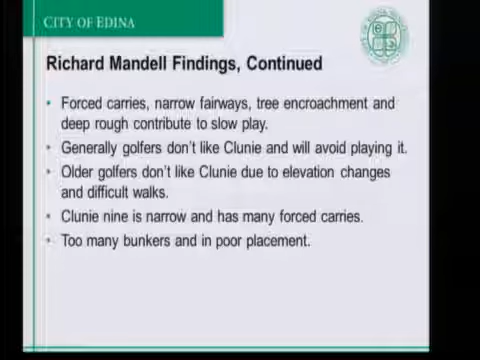 CITY OF EDINA
Richard Mandell Findings, Continued
• Forced carries, narrow fairways, tree encroachment and
deep rough contribute to slow play.
• Generally golfers don't like Clunie and will avoid playing it.
• Older golfers don't like Clunie due to elevation changes
and difficult walks.
• Clunie nine is narrow and has many forced carries.
• Too many bunkers and in poor placement.